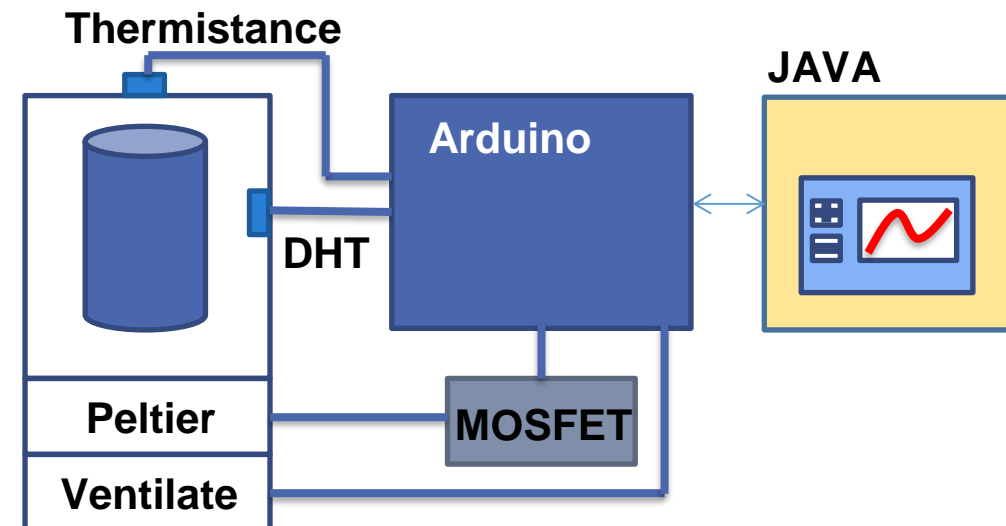 Thermistance
JAVA
Arduino
DHT
Peltier
MOSFET
Ventilate